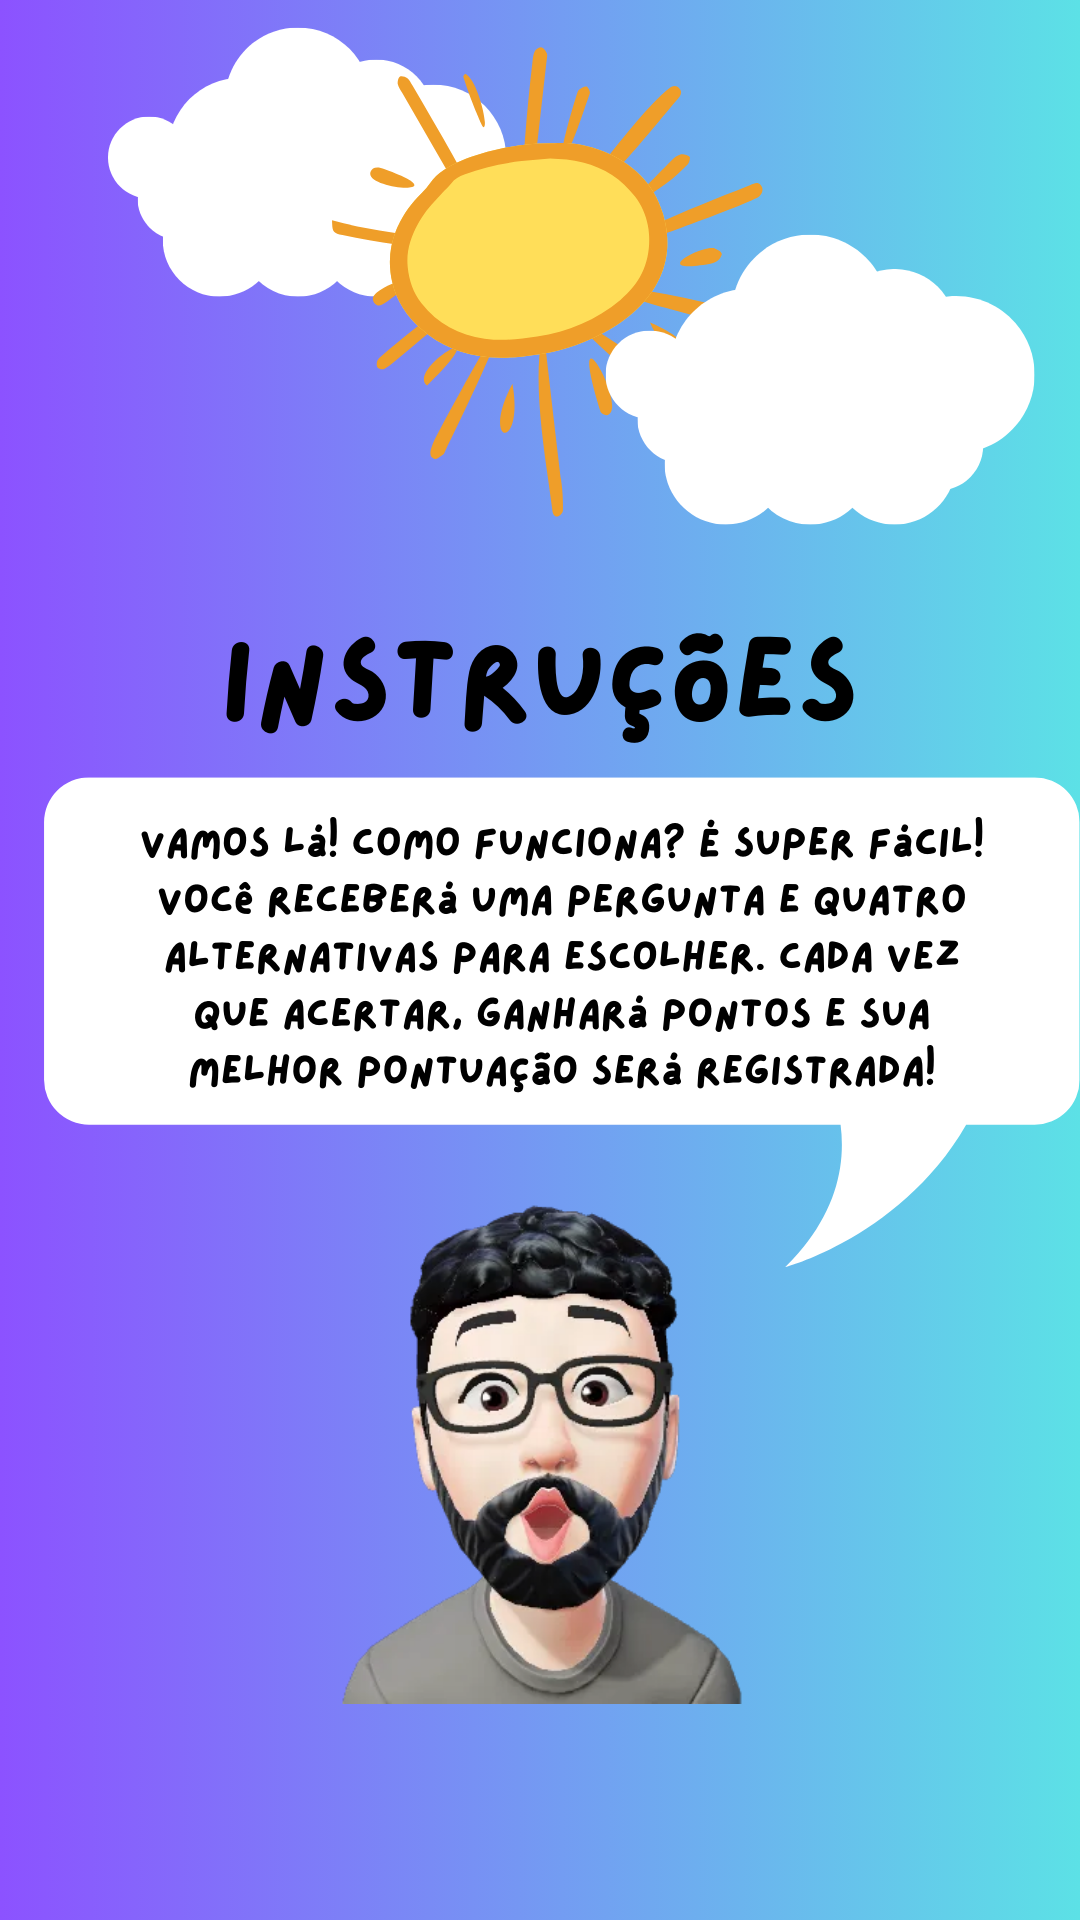 INSTRUÇÕES
VAMOS LÁ! COMO FUNCIONA? É SUPER FÁCIL!
VOCÊ RECEBERÁ UMA PERGUNTA E QUATRO
ALTERNATIVAS PARA ESCOLHER. CADA VEZ
QUE ACERTAR, GANHARÁ PONTOS E SUA
MELHOR PONTUAÇÃO SERÁ REGISTRADA!